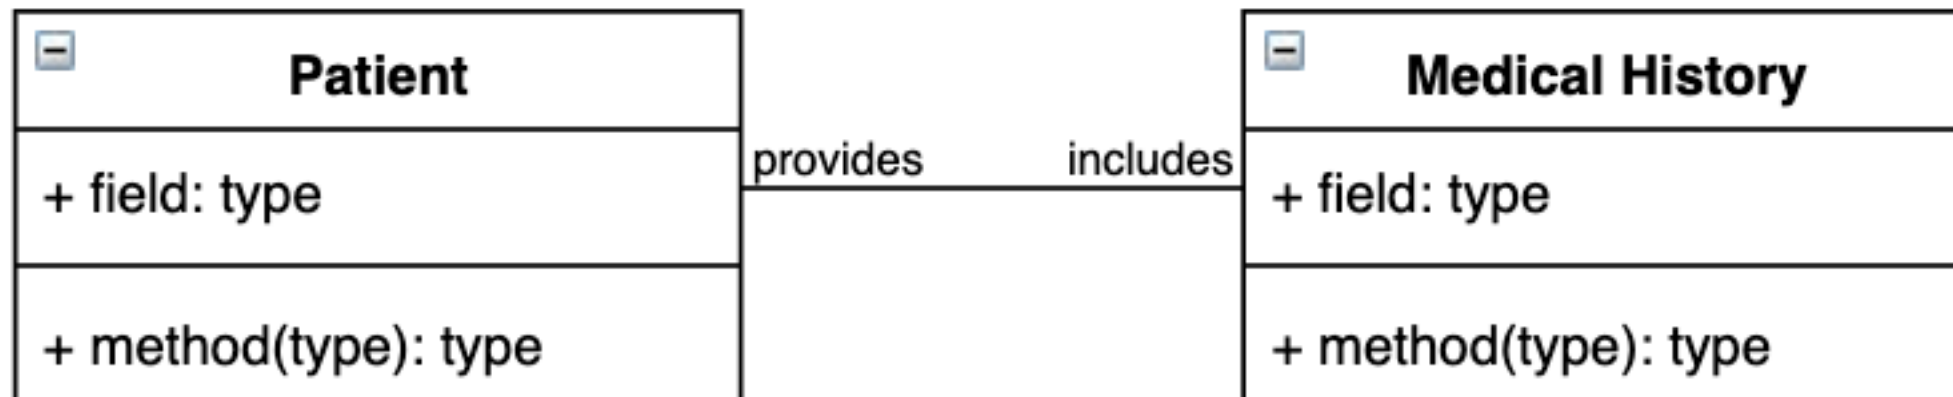 Patient
+ field: type
+ method(type): type
provides
includes
Medical History
+ field: type
+ method(type): type